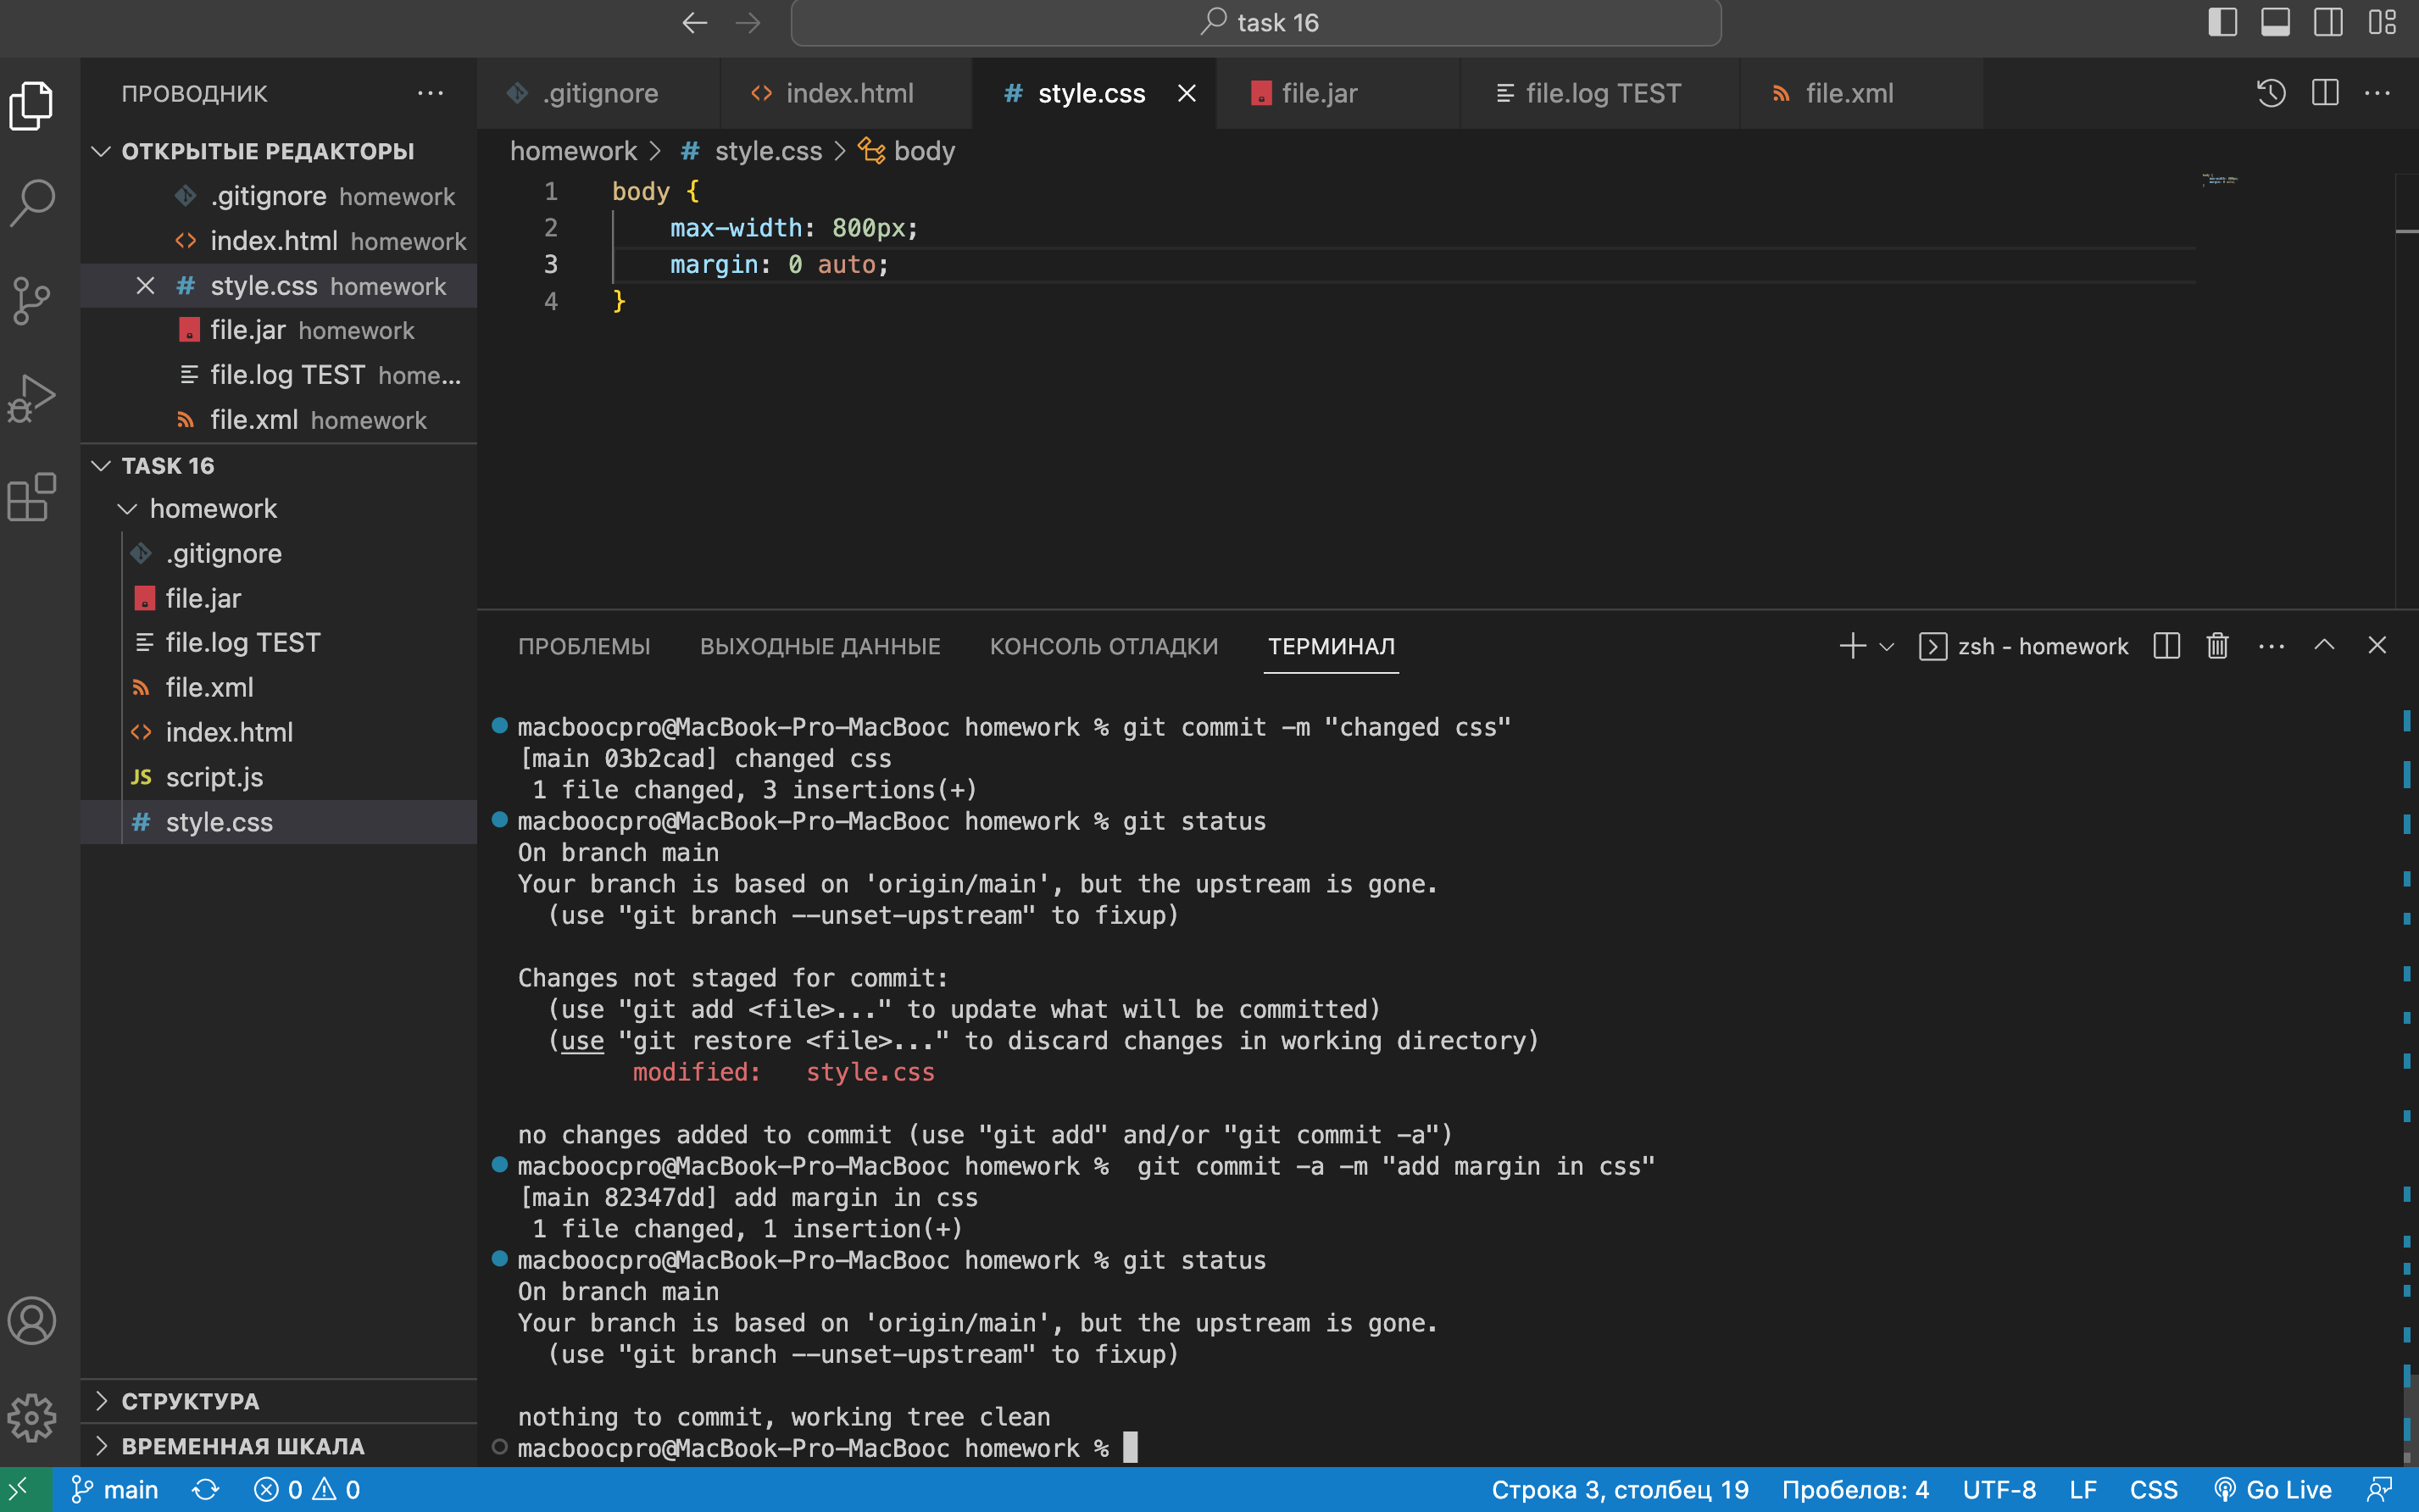 task 16
ПРОВОДНИК
ОТКРЫТЫЕ РЕДАКТОРЫ
.gitignore homework
index.html homework
style.css homework
file.jar homework
file.log TEST home...
file.xml homework
TASK 16
homework
.gitignore
file.jar
file.log TEST
file.xml
index.html
JS script.js
# style.css
СТРУКТУРА
ВРЕМЕННАЯ ШКАЛА
.gitignore
index.html
# style.css
file.jar
file.log TEST
file.xml
homework > # style.css > body
1 body {
2 max-width: 800px;
3 margin: 0 auto;
4 }
ПРОБЛЕМЫ ВЫХОДНЫЕ ДАННЫЕ КОНСОЛЬ ОТЛАДКИ ТЕРМИНАЛ
zsh - homework
macboocpro@MacBook-Pro-MacBooc homework % git commit -m "changed css"
[main 03b2cad] changed css
1 file changed, 3 insertions(+)
macboocpro@MacBook-Pro-MacBooc homework % git status
On branch main
Your branch is based on 'origin/main', but the upstream is gone.
(use "git branch --unset-upstream" to fixup)
Changes not staged for commit:
(use "git add <file>..." to update what will be committed)
(use "git restore <file>..." to discard changes in working directory)
modified: style.css
no changes added to commit (use "git add" and/or "git commit -a")
macboocpro@MacBook-Pro-MacBooc homework % git commit -a -m "add margin in css"
[main 82347dd] add margin in css
1 file changed, 1 insertion(+)
macboocpro@MacBook-Pro-MacBooc homework % git status
On branch main
Your branch is based on 'origin/main', but the upstream is gone.
(use "git branch --unset-upstream" to fixup)
nothing to commit, working tree clean
macboocpro@MacBook-Pro-MacBooc homework %
main 0 0 Строка 3, столбец 19 Пробелов: 4 UTF-8 LF CSS Go Live